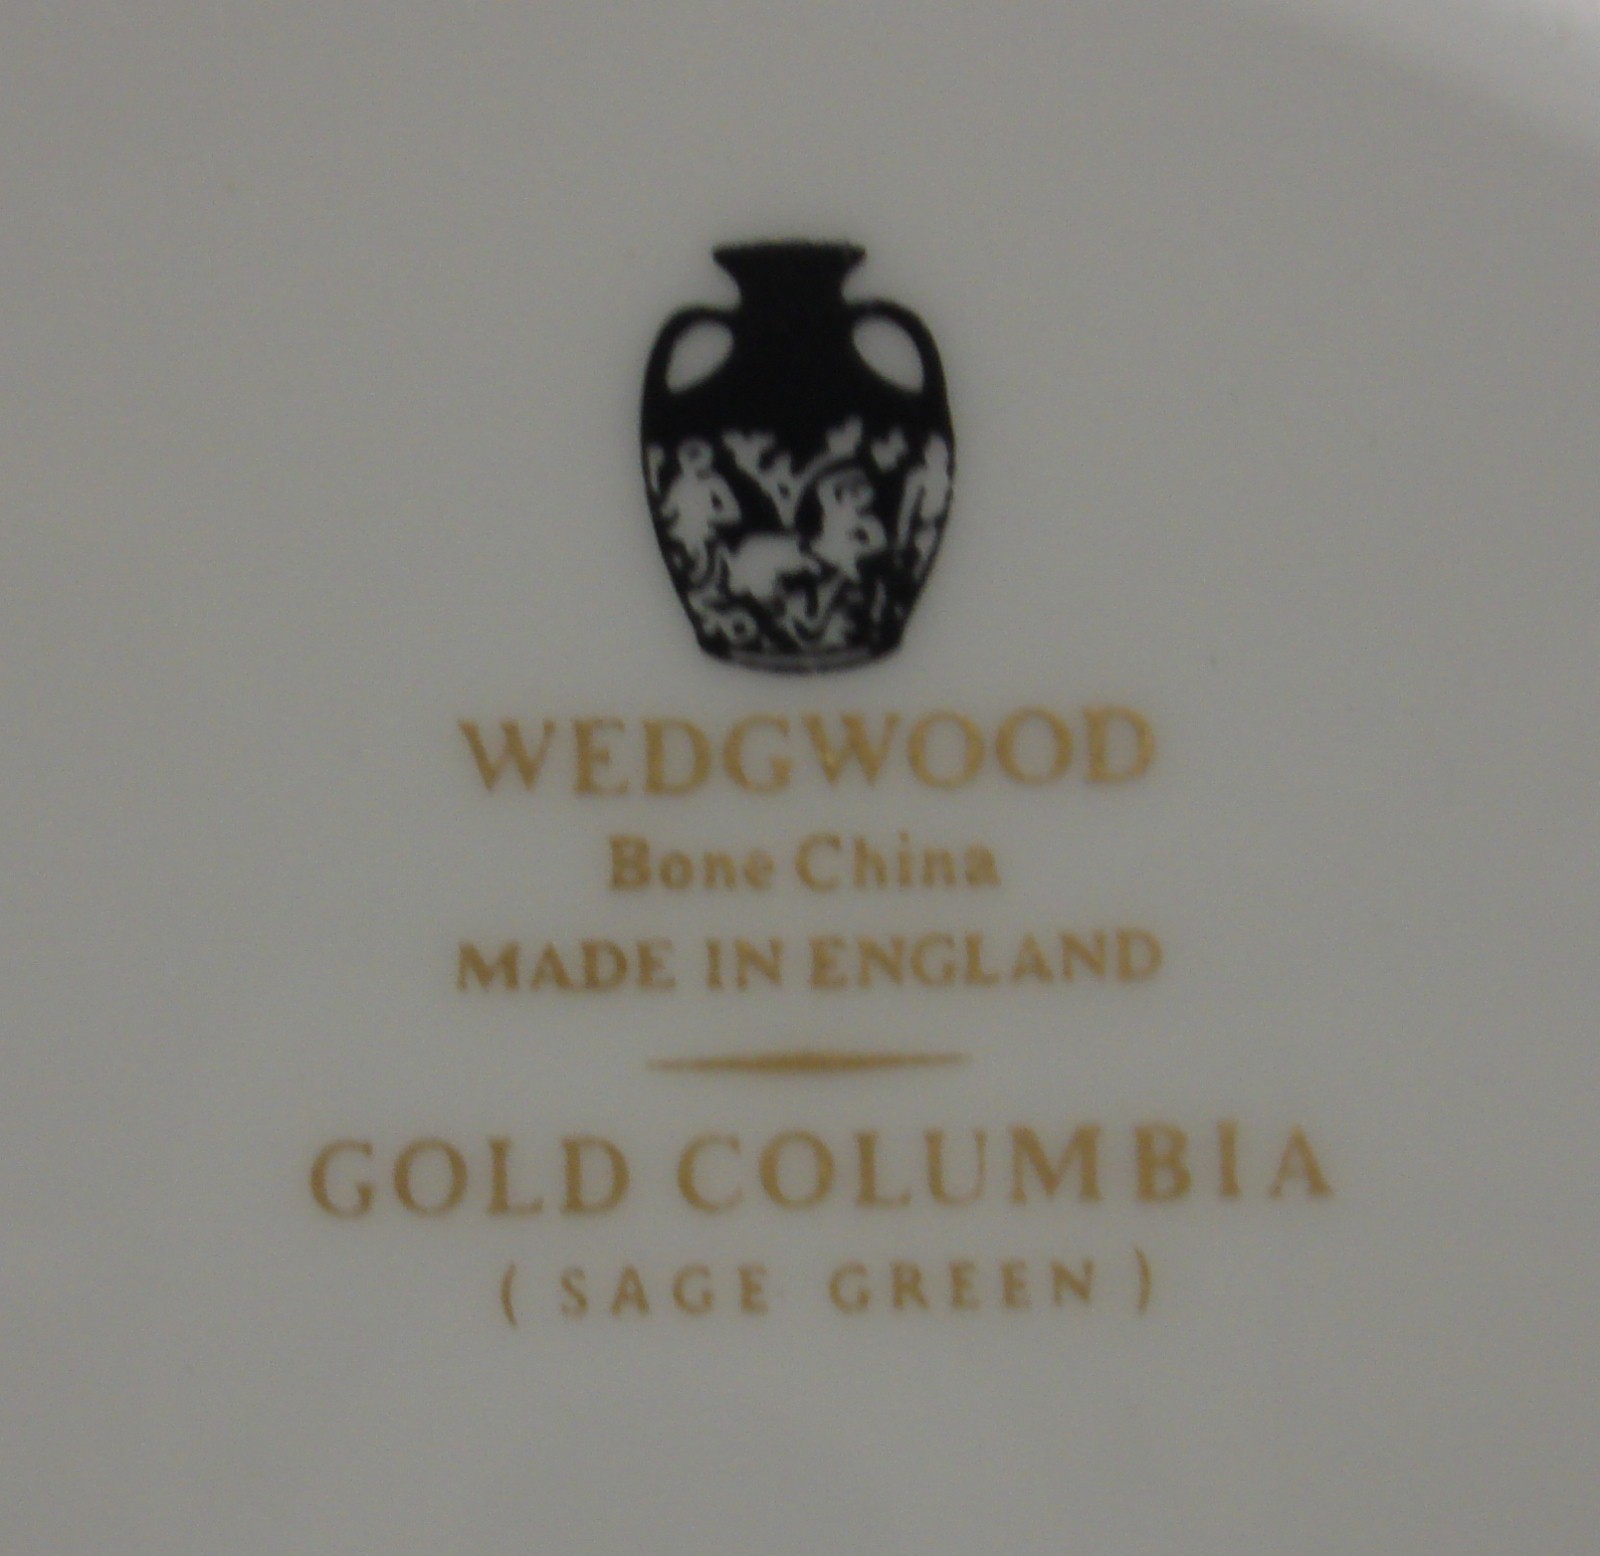 WEDGWOOD
Bone China
MADE IN ENGLAND
GOLD COLUMBIA
( SAGE GREEN )